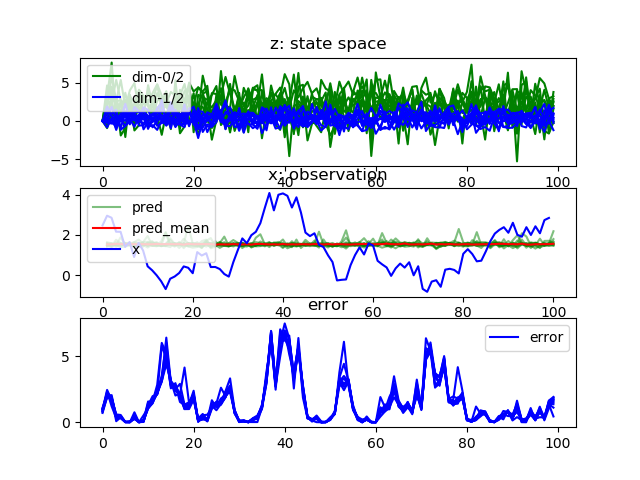 z: state space
5
0
−5
dim-0/2
dim-1/2
0 20 40 60 80 100
x: observation
4
2
0
pred
pred_mean
x
0 20 40 60 80 100
error
5
0
error
0 20 40 60 80 100